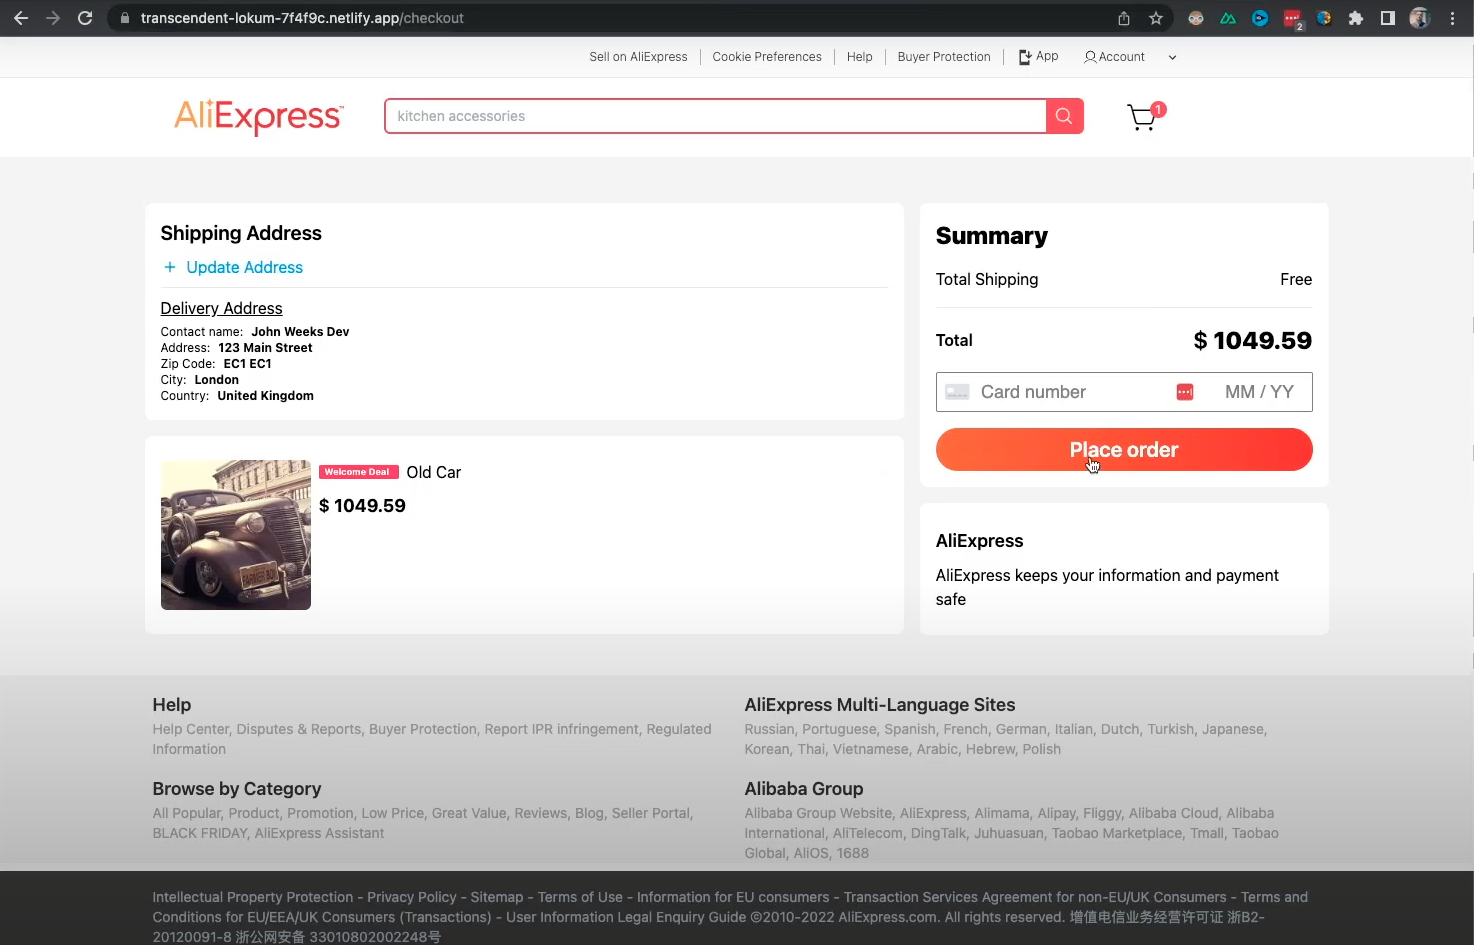 transcendent-lokum-7f4f9c.netlify.app/checkout
2
Sell on AliExpress
Cookie Preferences
Help
Buyer Protection
App
Account
AliExpress™
kitchen accessories
1
Shipping Address
+ Update Address
Delivery Address
Contact name: John Weeks Dev
Address: 123 Main Street
Zip Code: EC1 EC1
City: London
Country: United Kingdom
Welcome Deal Old Car
$ 1049.59
Summary
Total Shipping Free
Total $ 1049.59
Card number MM / YY
Place order
AliExpress
AliExpress keeps your information and payment
safe
Help
Help Center, Disputes & Reports, Buyer Protection, Report IPR infringement, Regulated
Information
AliExpress Multi-Language Sites
Russian, Portuguese, Spanish, French, German, Italian, Dutch, Turkish, Japanese,
Korean, Thai, Vietnamese, Arabic, Hebrew, Polish
Browse by Category
All Popular, Product, Promotion, Low Price, Great Value, Reviews, Blog, Seller Portal,
BLACK FRIDAY, AliExpress Assistant
Alibaba Group
Alibaba Group Website, AliExpress, Alimama, Alipay, Fliggy, Alibaba Cloud, Alibaba
International, AliTelecom, DingTalk, Juhuasuan, Taobao Marketplace, Tmall, Taobao
Global, AliOS, 1688
Intellectual Property Protection - Privacy Policy - Sitemap - Terms of Use - Information for EU consumers - Transaction Services Agreement for non-EU/UK Consumers - Terms and
Conditions for EU/EEA/UK Consumers (Transactions) - User Information Legal Enquiry Guide ©2010-2022 AliExpress.com. All rights reserved. 增值电信业务经营许可证 浙B2-
20120091-8 浙公网安备 33010802002248号